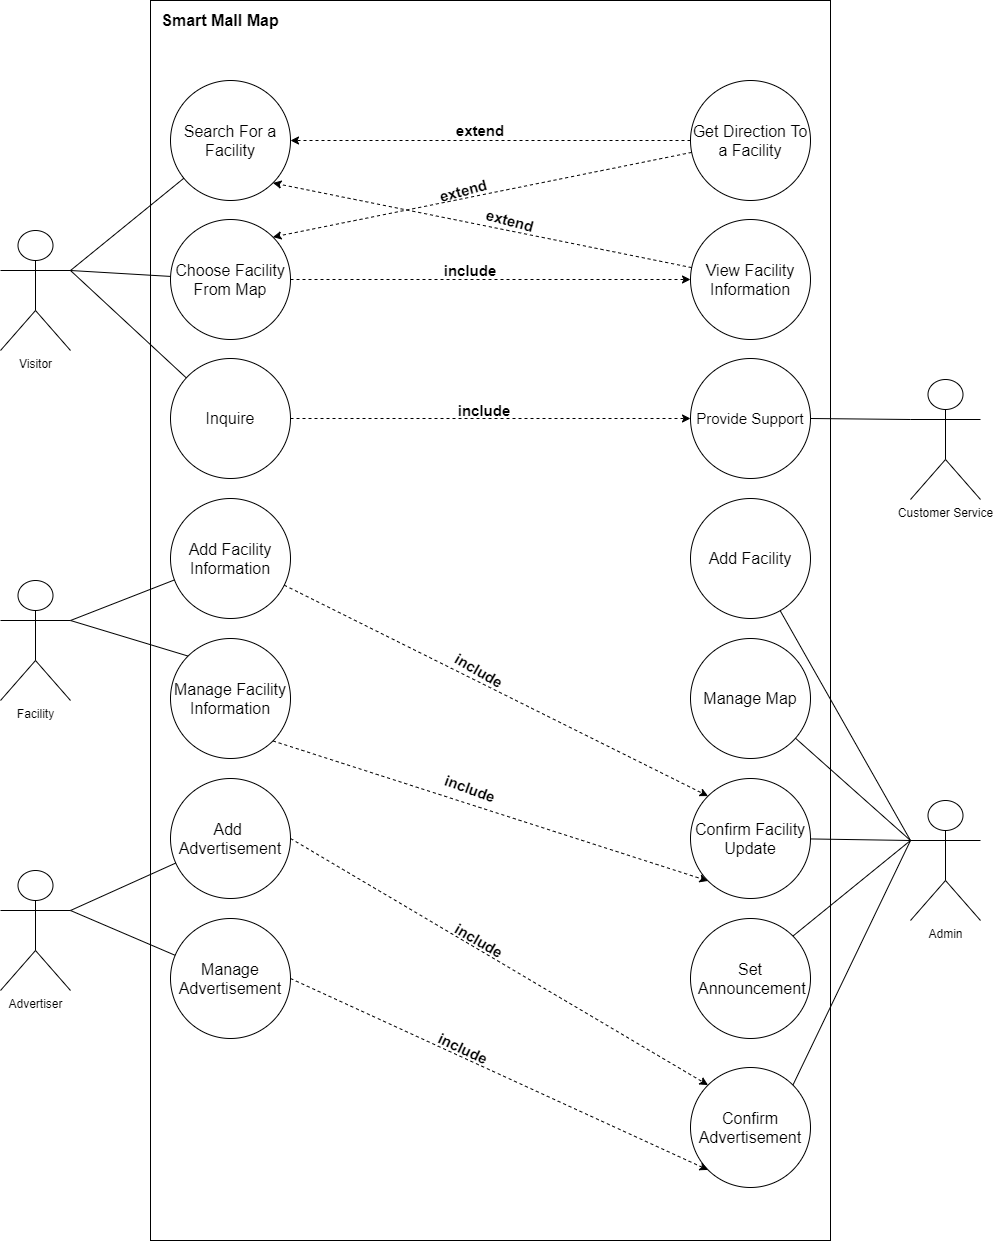 Smart Mall Map
Search For a
Facility
extend
Get Direction To
a Facility
extend
extend
Choose Facility
From Map
include
View Facility
Information
Visitor
Inquire
include
Provide Support
Customer Service
Add Facility
Information
Add Facility
include
Manage Facility
Information
Manage Map
Facility
include
Add
Advertisement
Confirm Facility
Update
Admin
include
Manage
Advertisement
Set
Announcement
Advertiser
include
Confirm
Advertisement